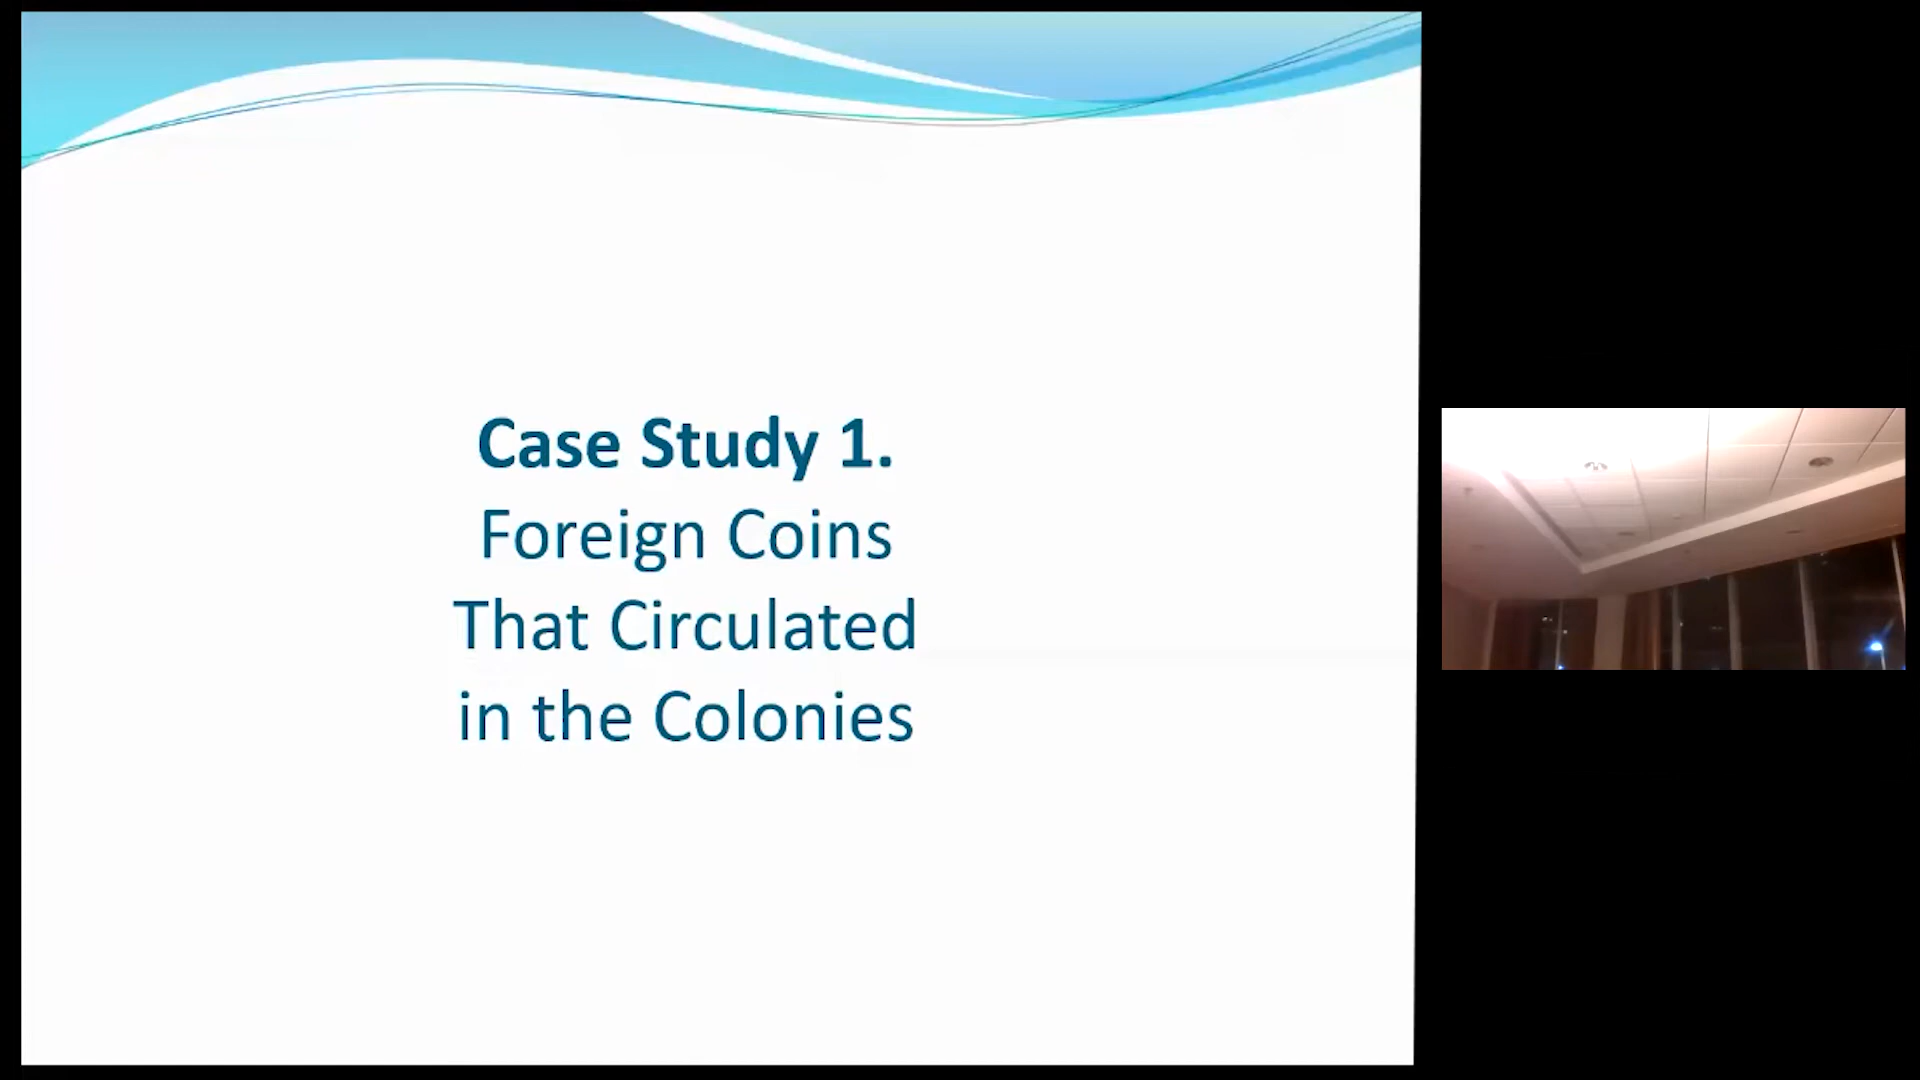 Case Study 1.
Foreign Coins
That Circulated
in the Colonies